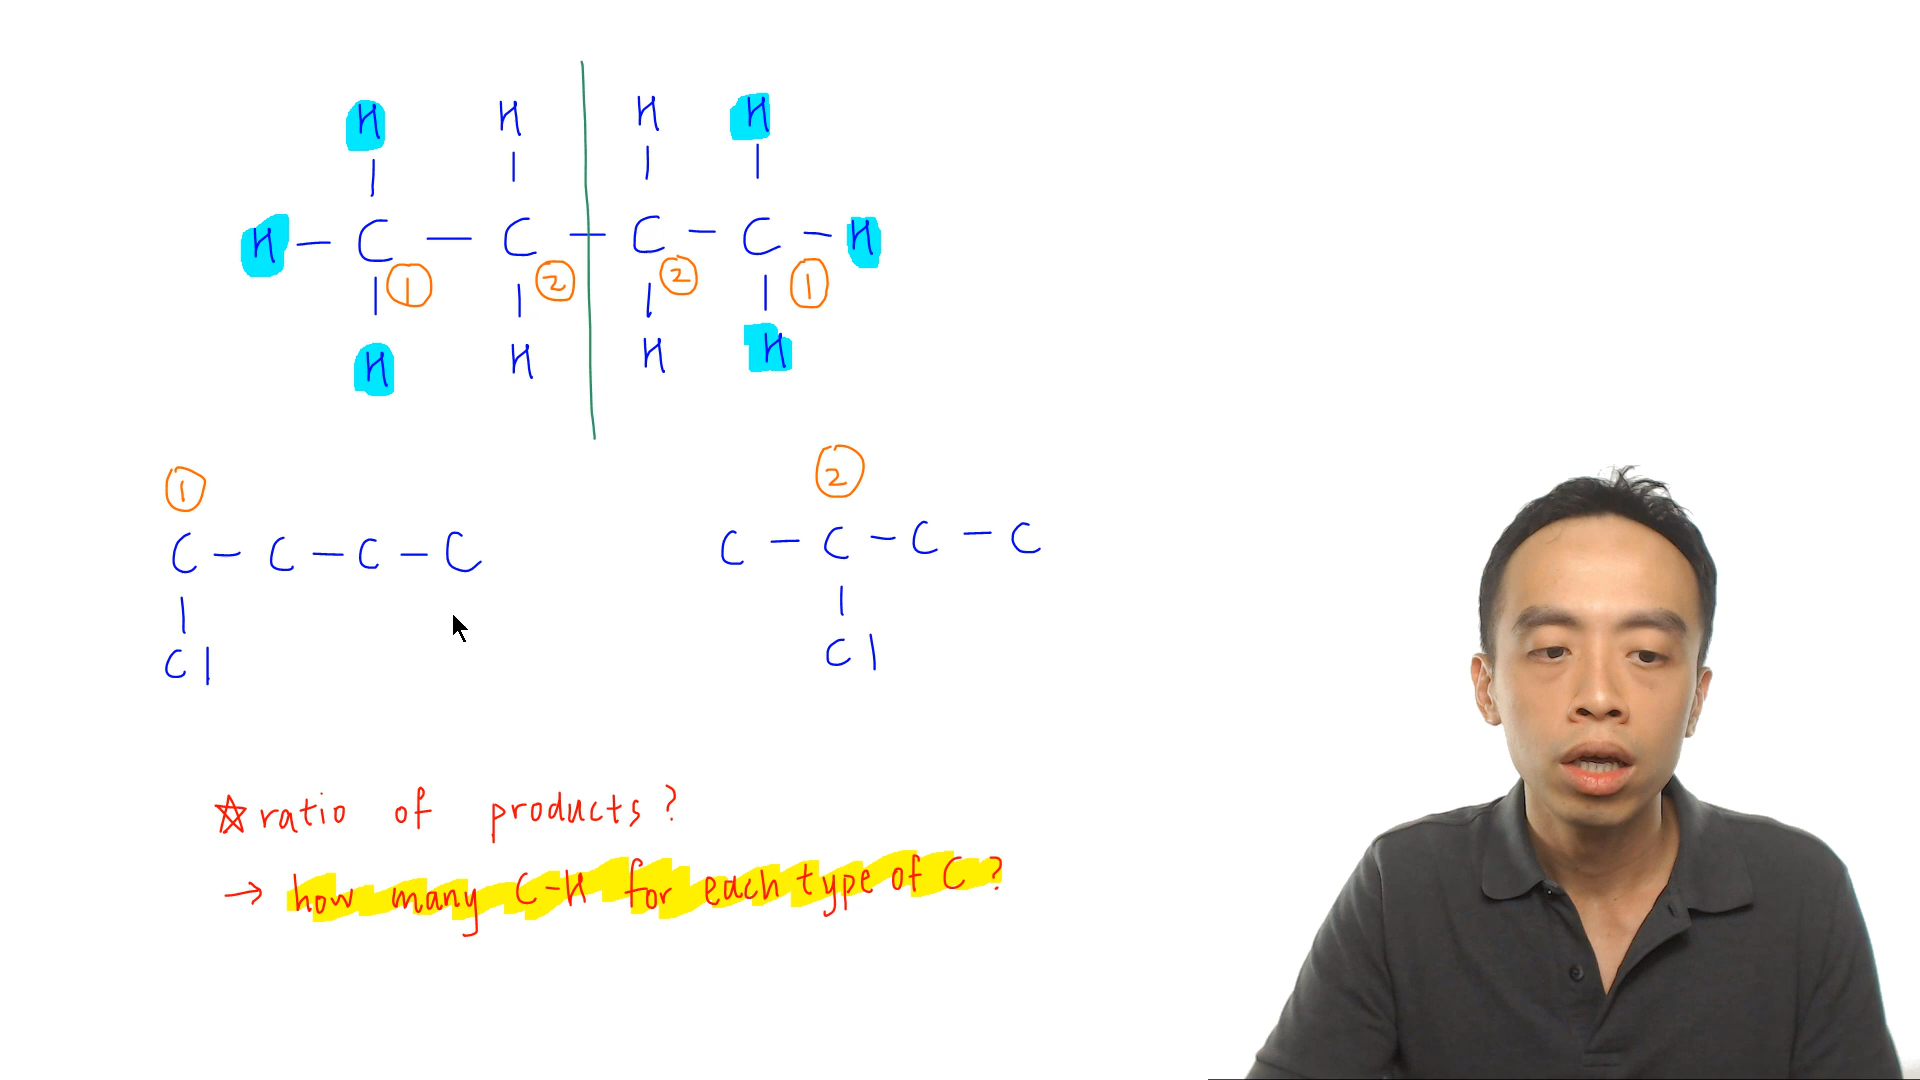 H H H H
H - C - C - C - C - H
1 2 2 1
H H H H
1 2
C - C - C - C C - C - C - C
Cl Cl
☆ ratio of products?
→ how many C-H for each type of C?